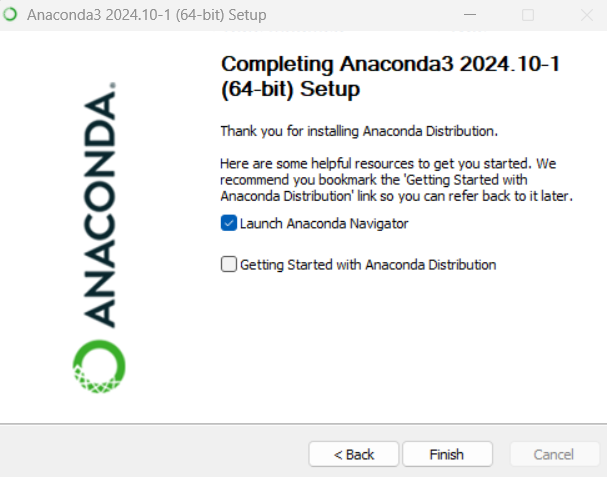 Anaconda3 2024.10-1 (64-bit) Setup
ANACONDA.
Completing Anaconda3 2024.10-1
(64-bit) Setup
Thank you for installing Anaconda Distribution.
Here are some helpful resources to get you started. We
recommend you bookmark the 'Getting Started with
Anaconda Distribution' link so you can refer back to it later.
Launch Anaconda Navigator
Getting Started with Anaconda Distribution
< Back
Finish
Cancel